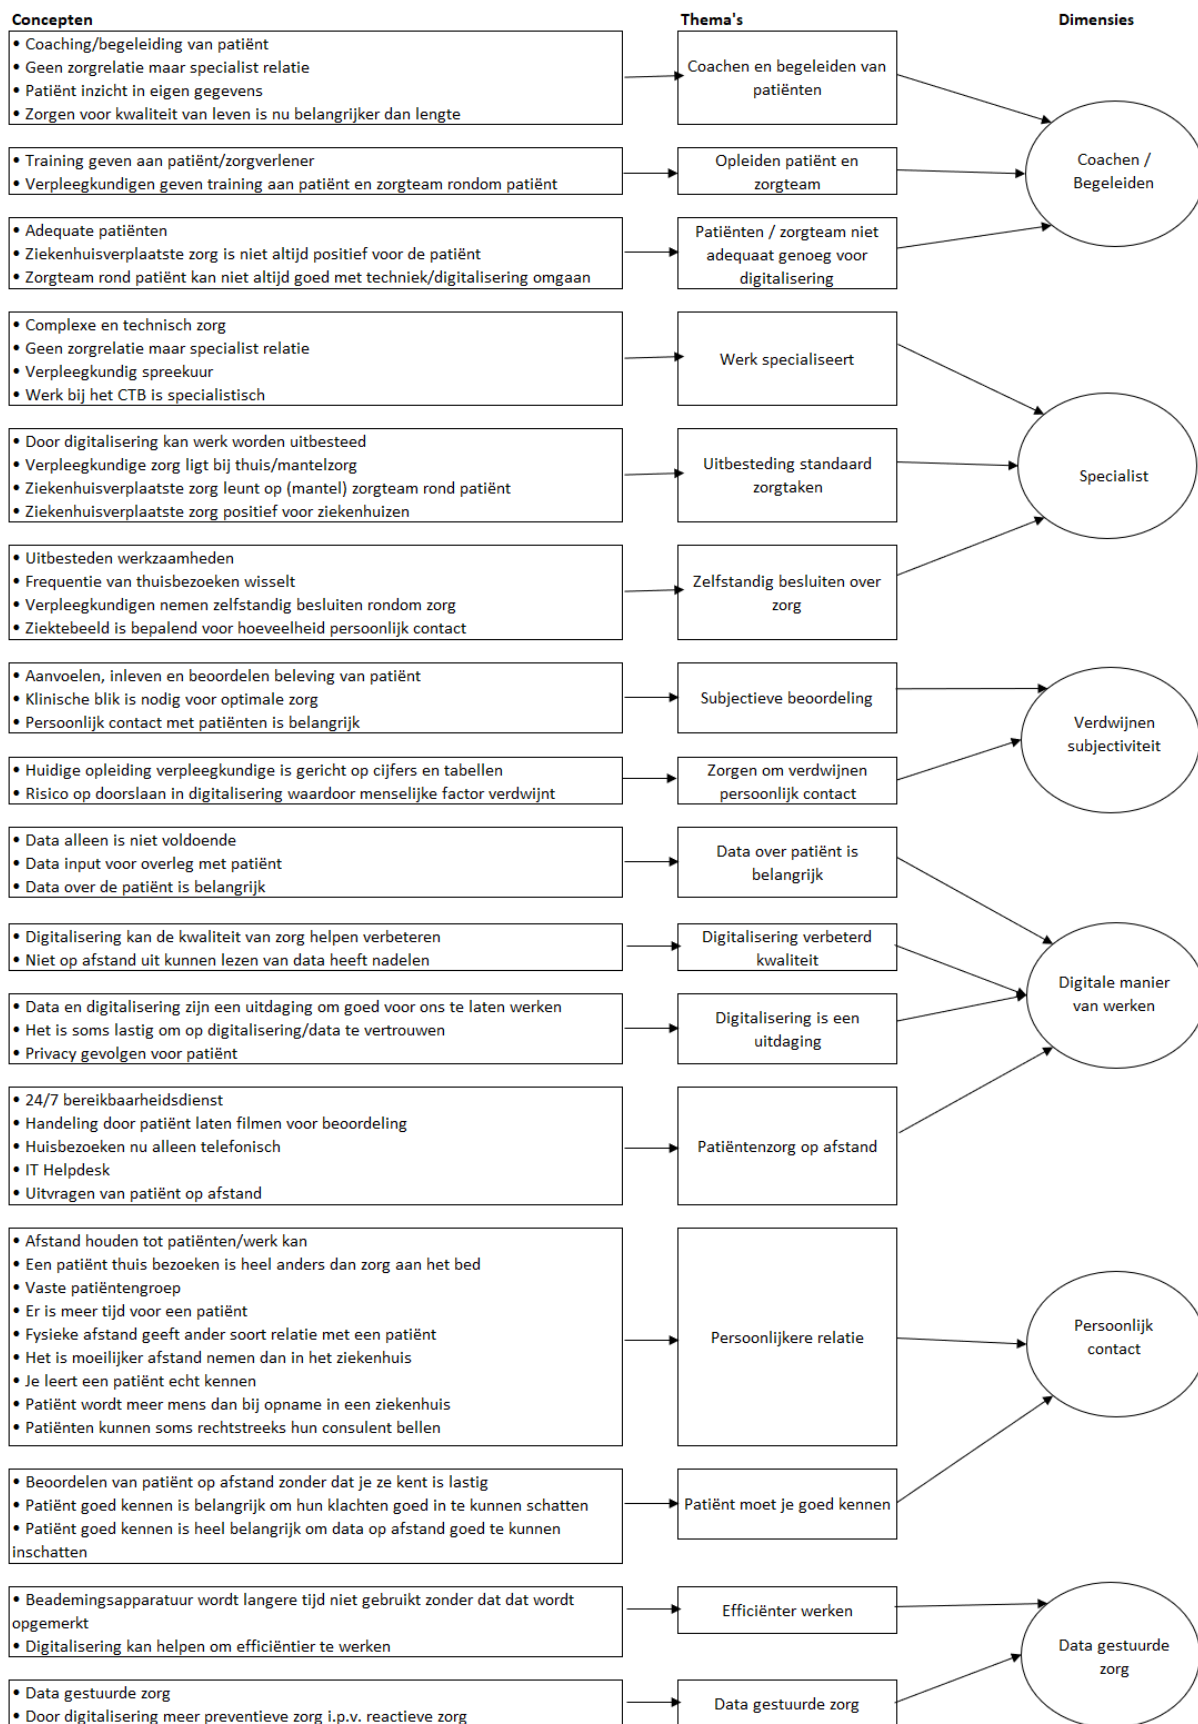 Concepten
Thema's
Dimensies
• Coaching/begeleiding van patiënt
• Geen zorgrelatie maar specialist relatie
• Patiënt inzicht in eigen gegevens
• Zorgen voor kwaliteit van leven is nu belangrijker dan lengte
Coachen en begeleiden van
patiënten
• Training geven aan patiënt/zorgverlener
• Verpleegkundigen geven training aan patiënt en zorgteam rondom patiënt
Opleiden patiënt en
zorgteam
Coachen /
Begeleiden
• Adequate patiënten
• Ziekenhuisverplaatste zorg is niet altijd positief voor de patiënt
• Zorgteam rond patiënt kan niet altijd goed met techniek/digitalisering omgaan
Patiënten / zorgteam niet
adequaat genoeg voor
digitalisering
• Complexe en technisch zorg
• Geen zorgrelatie maar specialist relatie
• Verpleegkundig spreekuur
• Werk bij het CTB is specialistisch
Werk specialiseert
• Door digitalisering kan werk worden uitbesteed
• Verpleegkundige zorg ligt bij thuis/mantelzorg
• Ziekenhuisverplaatste zorg leunt op (mantel) zorgteam rond patiënt
• Ziekenhuisverplaatste zorg positief voor ziekenhuizen
Uitbesteding standaard
zorgtaken
Specialist
• Uitbesteden werkzaamheden
• Frequentie van thuisbezoeken wisselt
• Verpleegkundigen nemen zelfstandig besluiten rondom zorg
• Ziektebeeld is bepalend voor hoeveelheid persoonlijk contact
Zelfstandig besluiten over
zorg
• Aanvoelen, inleven en beoordelen beleving van patiënt
• Klinische blik is nodig voor optimale zorg
• Persoonlijk contact met patiënten is belangrijk
Subjectieve beoordeling
Verdwijnen
subjectiviteit
• Huidige opleiding verpleegkundige is gericht op cijfers en tabellen
• Risico op doorslaan in digitalisering waardoor menselijke factor verdwijnt
Zorgen om verdwijnen
persoonlijk contact
• Data alleen is niet voldoende
• Data input voor overleg met patiënt
• Data over de patiënt is belangrijk
Data over patiënt is
belangrijk
• Digitalisering kan de kwaliteit van zorg helpen verbeteren
• Niet op afstand uit kunnen lezen van data heeft nadelen
Digitalisering verbeterd
kwaliteit
Digitale manier
van werken
• Data en digitalisering zijn een uitdaging om goed voor ons te laten werken
• Het is soms lastig om op digitalisering/data te vertrouwen
• Privacy gevolgen voor patiënt
Digitalisering is een
uitdaging
• 24/7 bereikbaarheidsdienst
• Handeling door patiënt laten filmen voor beoordeling
• Huisbezoeken nu alleen telefonisch
• IT Helpdesk
• Uitvragen van patiënt op afstand
Patiëntenzorg op afstand
• Afstand houden tot patiënten/werk kan
• Een patiënt thuis bezoeken is heel anders dan zorg aan het bed
• Vaste patiëntengroep
• Er is meer tijd voor een patiënt
• Fysieke afstand geeft ander soort relatie met een patiënt
• Het is moeilijker afstand nemen dan in het ziekenhuis
• Je leert een patiënt echt kennen
• Patiënt wordt meer mens dan bij opname in een ziekenhuis
• Patiënten kunnen soms rechtstreeks hun consulent bellen
Persoonlijkere relatie
Persoonlijk
contact
• Beoordelen van patiënt op afstand zonder dat je ze kent is lastig
• Patiënt goed kennen is belangrijk om hun klachten goed in te kunnen schatten
• Patiënt goed kennen is heel belangrijk om data op afstand goed te kunnen
inschatten
Patiënt moet je goed kennen
• Beademingsapparatuur wordt langere tijd niet gebruikt zonder dat dat wordt
opgemerkt
• Digitalisering kan helpen om efficiëntier te werken
Efficiënter werken
Data gestuurde
zorg
• Data gestuurde zorg
• Door digitalisering meer preventieve zorg i.p.v. reactieve zorg
Data gestuurde zorg